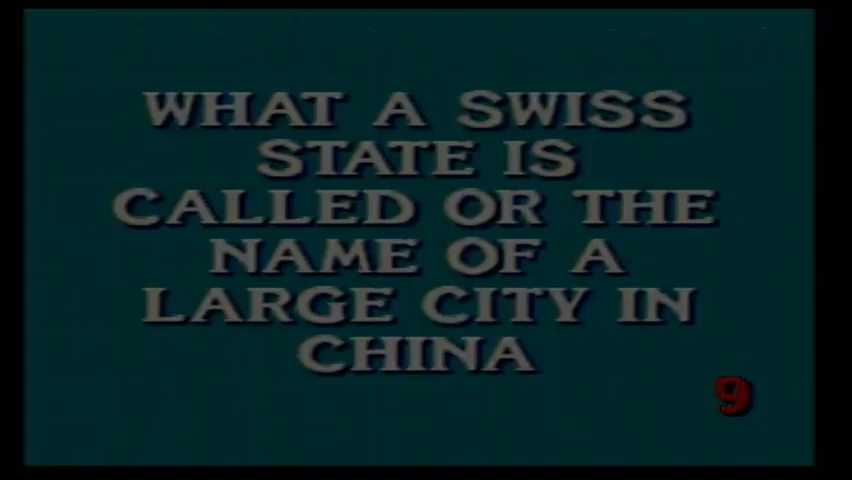 WHAT A SWISS
STATE IS
CALLED OR THE
NAME OF A
LARGE CITY IN
CHINA
9